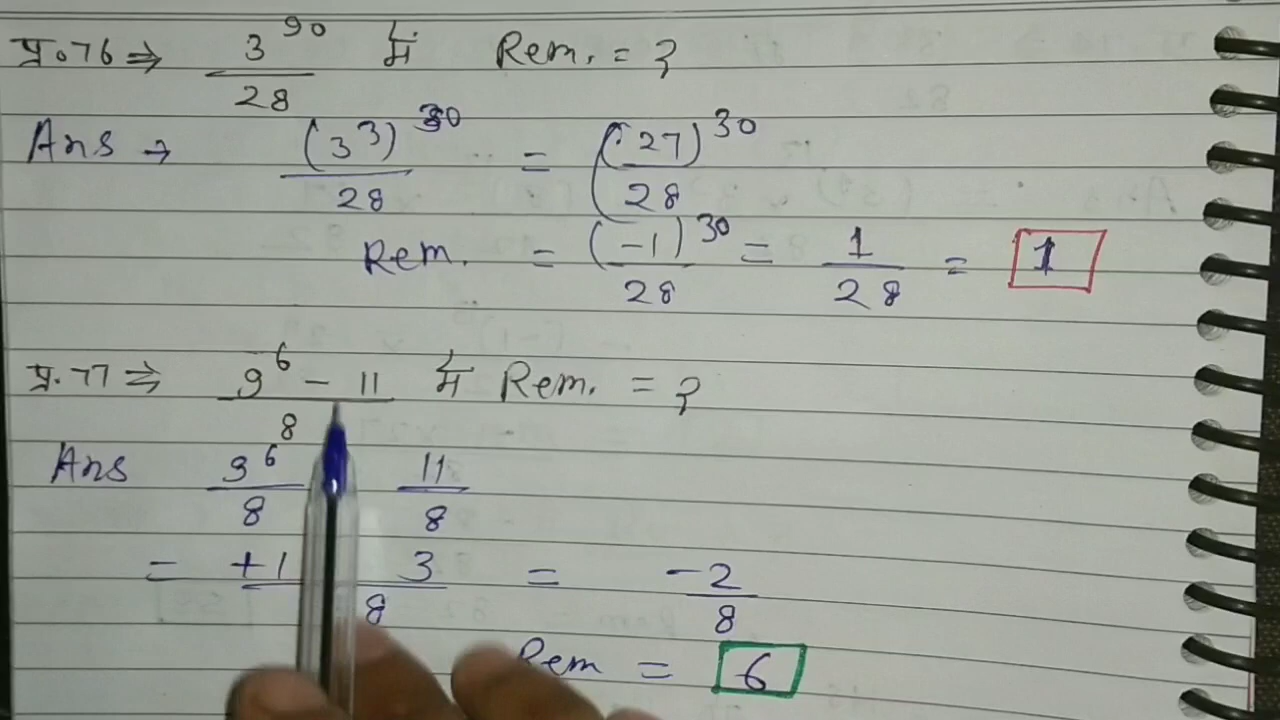 प्र०76 ⇒ 3^90 / 28 में Rem. = ?
Ans → (3^3)^30 / 28 = (27)^30 / 28
Rem. = (-1)^30 / 28 = 1 / 28 = 1
प्र.77 ⇒ 9^6 - 11 / 8 में Rem. = ?
Ans 9^6 / 8 11 / 8
= +1 3 / 8 = -2 / 8
Rem = 6